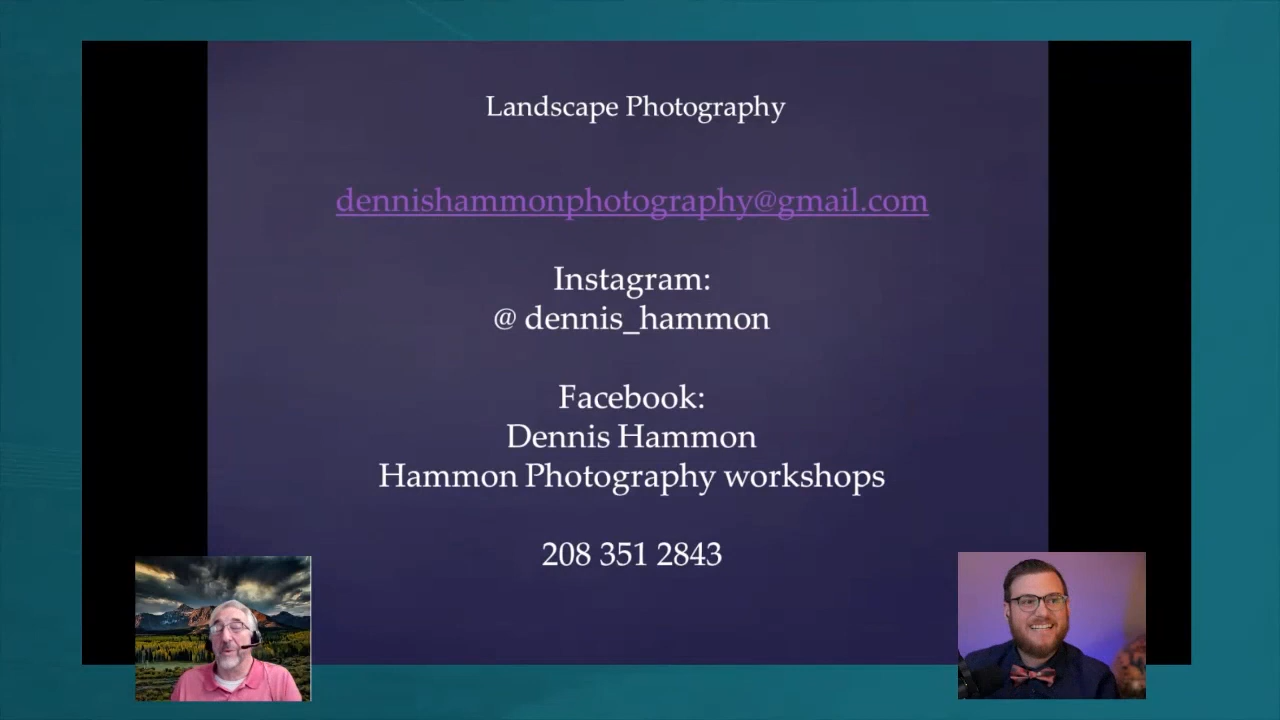 Landscape Photography
dennishammonphotography@gmail.com
Instagram:
@ dennis_hammon
Facebook:
Dennis Hammon
Hammon Photography workshops
208 351 2843